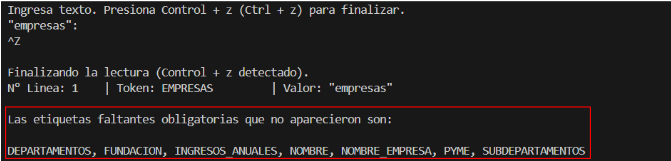 Ingresa texto. Presiona Control + z (Ctrl + z) para finalizar.
"empresas":
^Z
Finalizando la lectura (Control + z detectado).
Nº Linea: 1 | Token: EMPRESAS | Valor: "empresas"
Las etiquetas faltantes obligatorias que no aparecieron son:
DEPARTAMENTOS, FUNDACION, INGRESOS_ANUALES, NOMBRE, NOMBRE_EMPRESA, PYME, SUBDEPARTAMENTOS